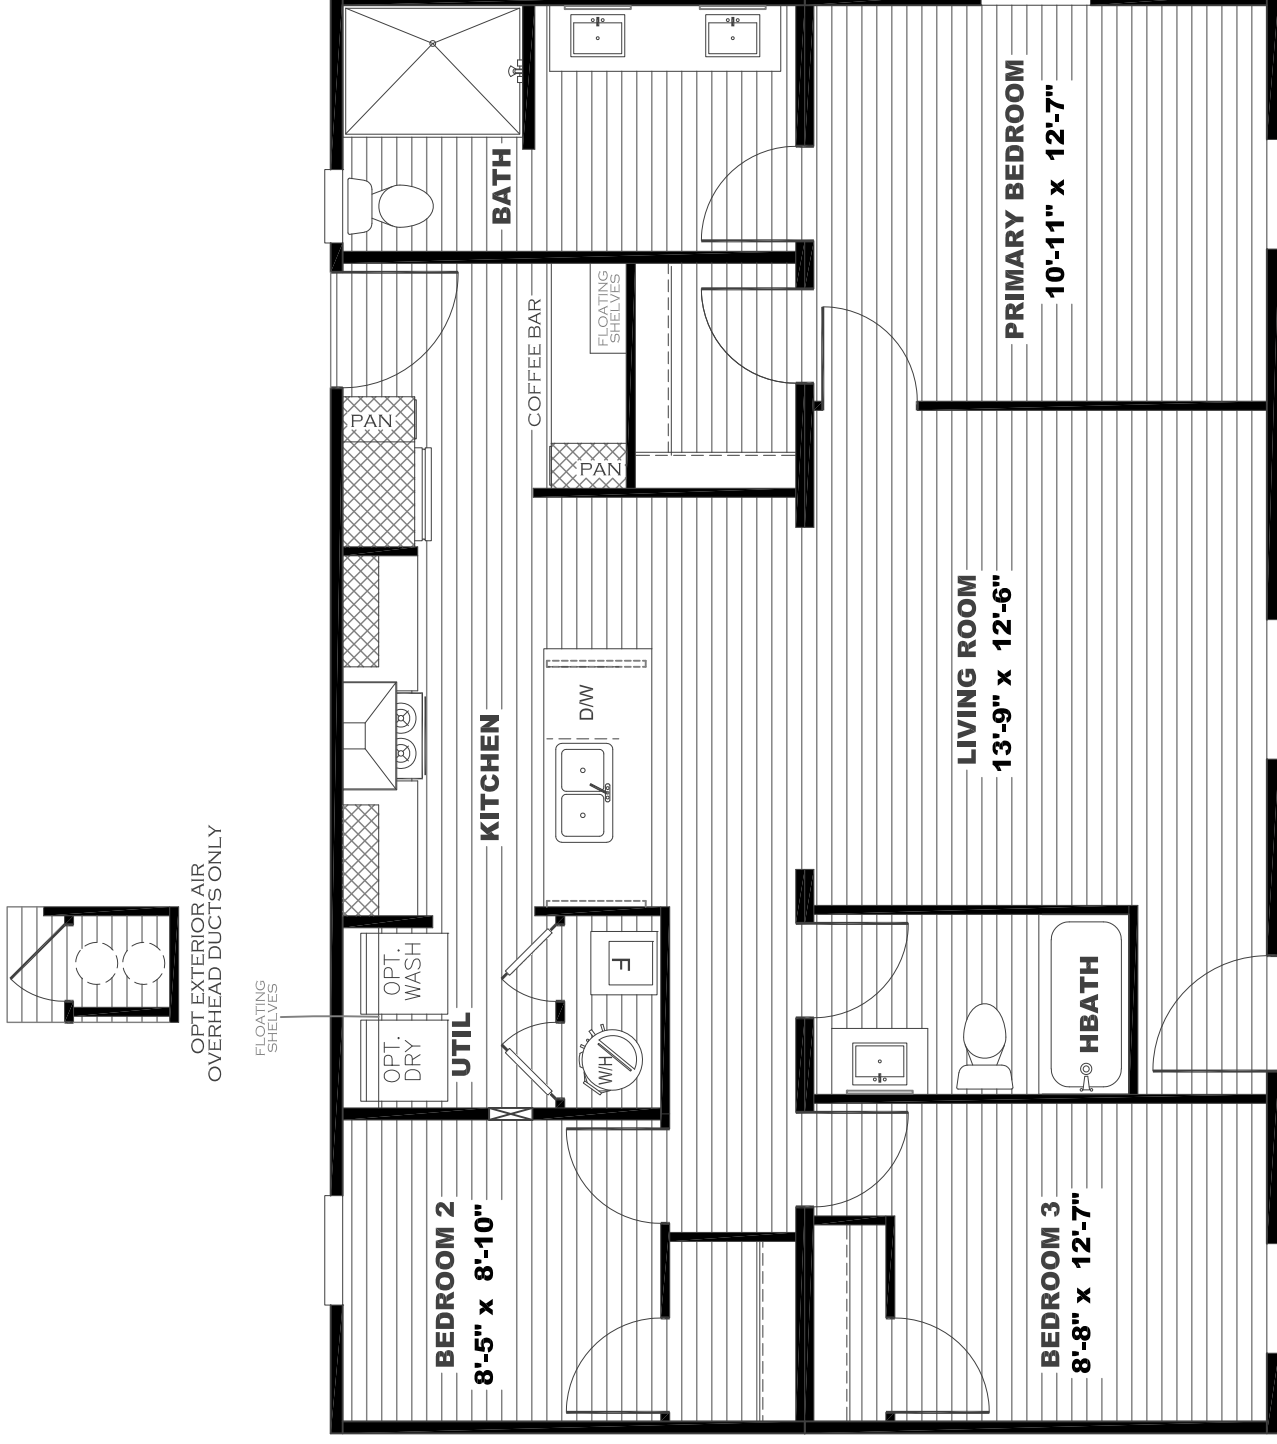 BATH
PRIMARY BEDROOM
10'-11" x 12'-7"
COFFEE BAR
FLOATING
SHELVES
PAN
PAN
LIVING ROOM
13'-9" x 12'-6"
KITCHEN
D/W
OPT EXTERIOR AIR
OVERHEAD DUCTS ONLY
FLOATING
SHELVES
OPT.
WASH
OPT.
DRY
UTIL
F
W/H
HBATH
BEDROOM 2
8'-5" x 8'-10"
BEDROOM 3
8'-8" x 12'-7"